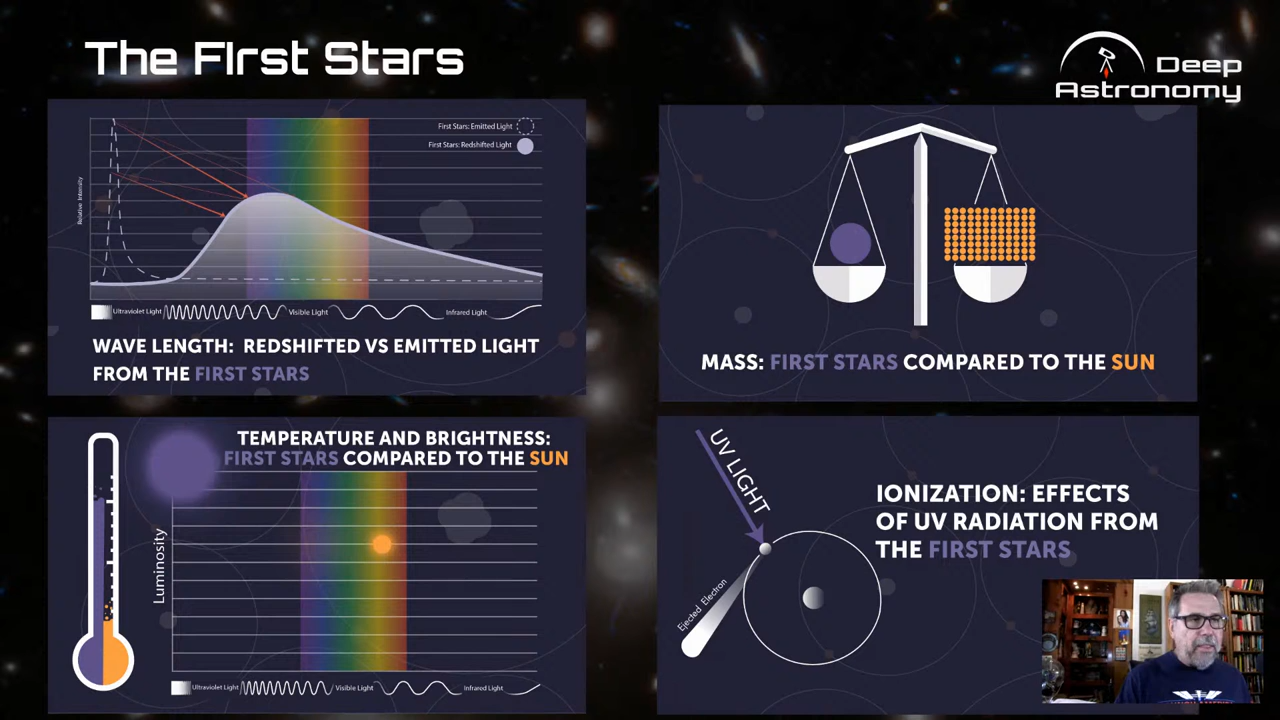 The FIrst Stars
Deep
Astronomy
First Stars: Emitted Light
First Stars: Redshifted Light
Relative Intensity
Ultraviolet Light
Visible Light
Infrared Light
WAVE LENGTH: REDSHIFTED VS EMITTED LIGHT
FROM THE FIRST STARS
MASS: FIRST STARS COMPARED TO THE SUN
TEMPERATURE AND BRIGHTNESS:
FIRST STARS COMPARED TO THE SUN
Luminosity
Ultraviolet Light
Visible Light
Infrared Light
UV LIGHT
Ejected Electron
IONIZATION: EFFECTS
OF UV RADIATION FROM
THE FIRST STARS